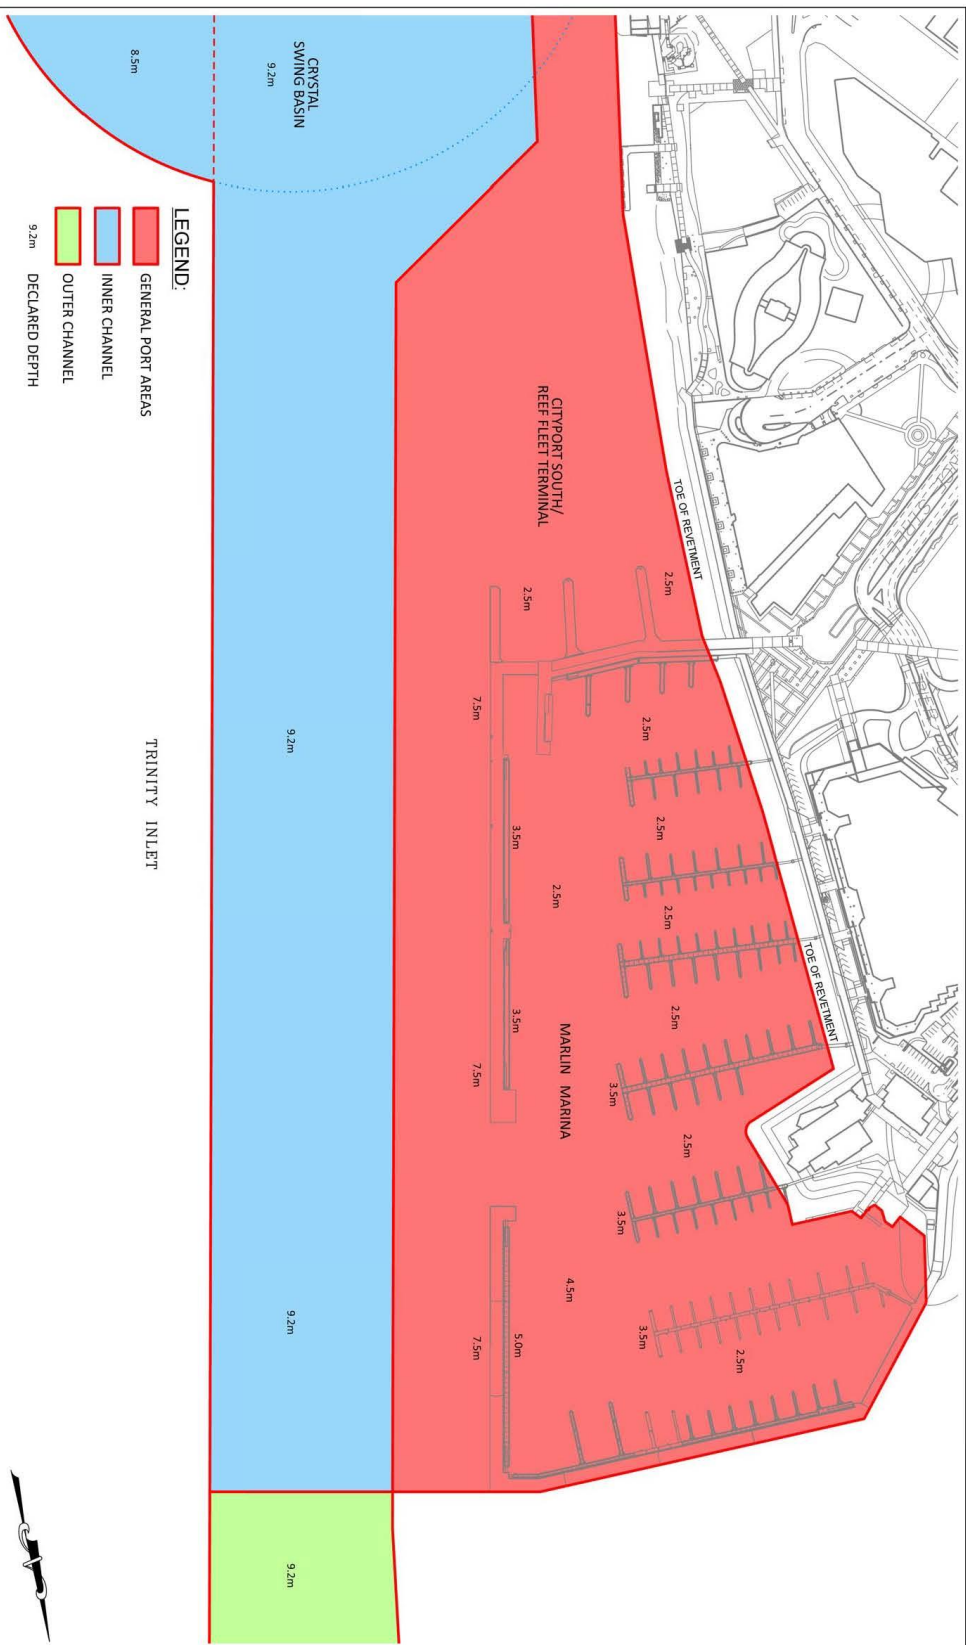 TOE OF REVETMENT
TOE OF REVETMENT
2.5m
2.5m
2.5m
2.5m
2.5m
2.5m
2.5m
3.5m
3.5m
3.5m
4.5m
MARLIN MARINA
2.5m
CITYPORT SOUTH/
REEF FLEET TERMINAL
2.5m
3.5m
3.5m
5.0m
7.5m
7.5m
7.5m
CRYSTAL
SWING BASIN
9.2m
9.2m
9.2m
9.2m
8.5m
TRINITY INLET
LEGEND:
GENERAL PORT AREAS
INNER CHANNEL
OUTER CHANNEL
9.2m DECLARED DEPTH
N